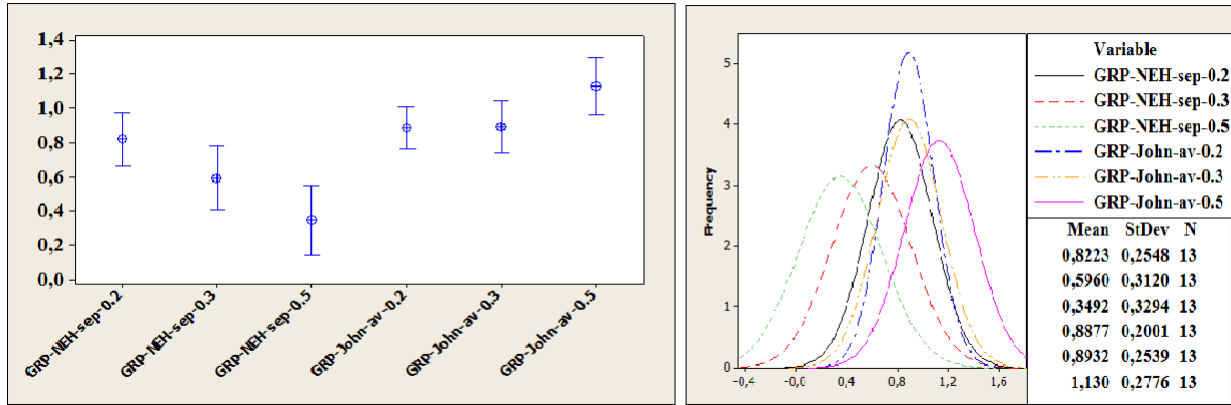 1,4
1,2
1,0
0,8
0,6
0,4
0,2
0,0
GRP-NEH-sep-0.2
GRP-NEH-sep-0.3
GRP-NEH-sep-0.5
GRP-John-av-0.2
GRP-John-av-0.3
GRP-John-av-0.5
Frequency
5
4
3
2
1
0
-0,4
-0,0
0,4
0,8
1,2
1,6
Variable
GRP-NEH-sep-0.2
GRP-NEH-sep-0.3
GRP-NEH-sep-0.5
GRP-John-av-0.2
GRP-John-av-0.3
GRP-John-av-0.5
Mean StDev N
0,8223 0,2548 13
0,5960 0,3120 13
0,3492 0,3294 13
0,8877 0,2001 13
0,8932 0,2539 13
1,130 0,2776 13